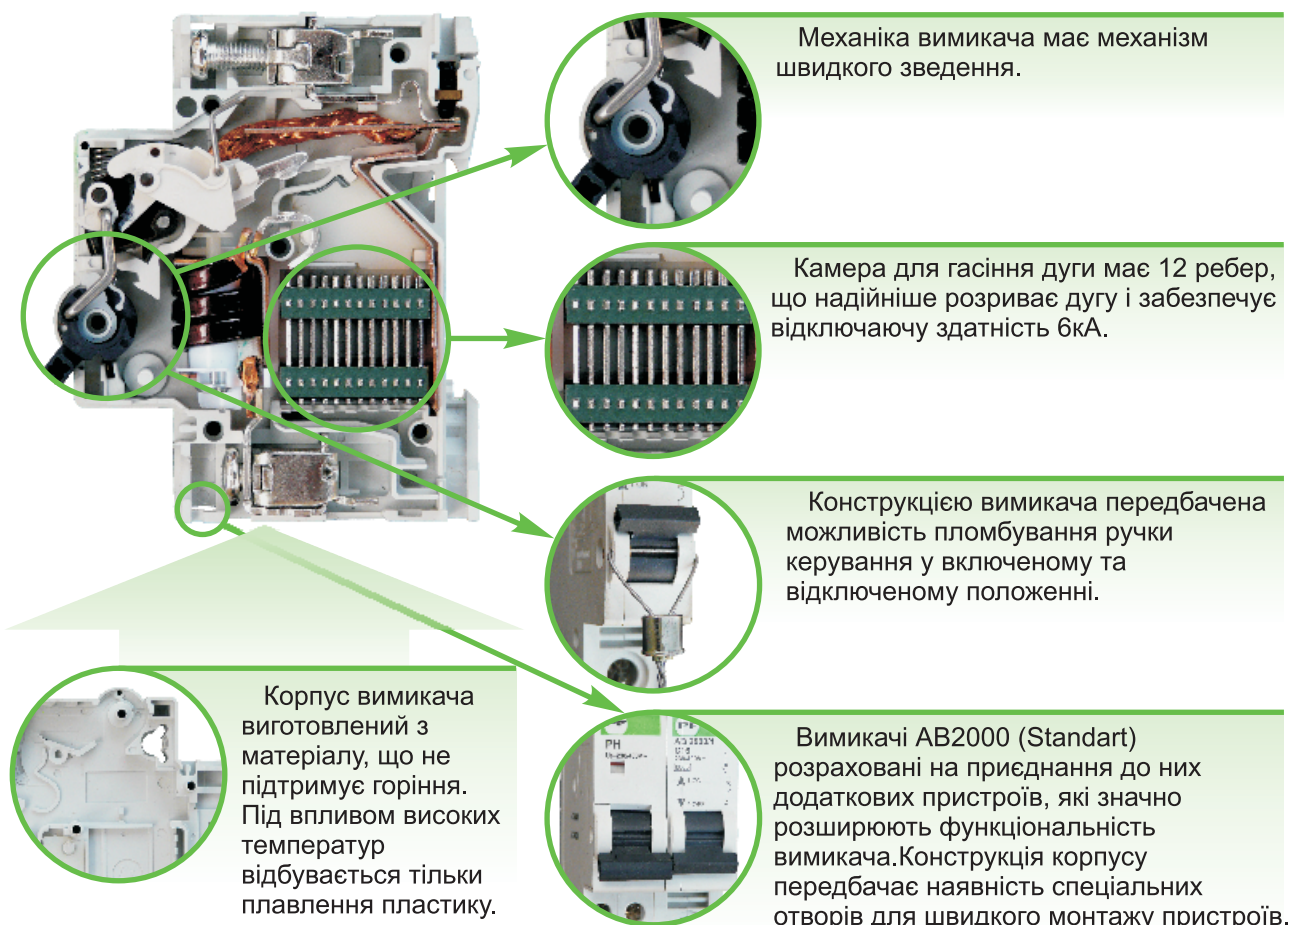 Механіка вимикача має механізм
швидкого зведення.
Камера для гасіння дуги має 12 ребер,
що надійніше розриває дугу і забезпечує
відключаючу здатність 6кА.
Конструкцією вимикача передбачена
можливість пломбування ручки
керування у включеному та
відключеному положенні.
Корпус вимикача
виготовлений з
матеріалу, що не
підтримує горіння.
Під впливом високих
температур
відбувається тільки
плавлення пластику.
PH
Вимикачі АВ2000 (Standart)
розраховані на приєднання до них
додаткових пристроїв, які значно
розширюють функціональність
вимикача.Конструкція корпусу
передбачає наявність спеціальних
отворів для швидкого монтажу пристроїв.